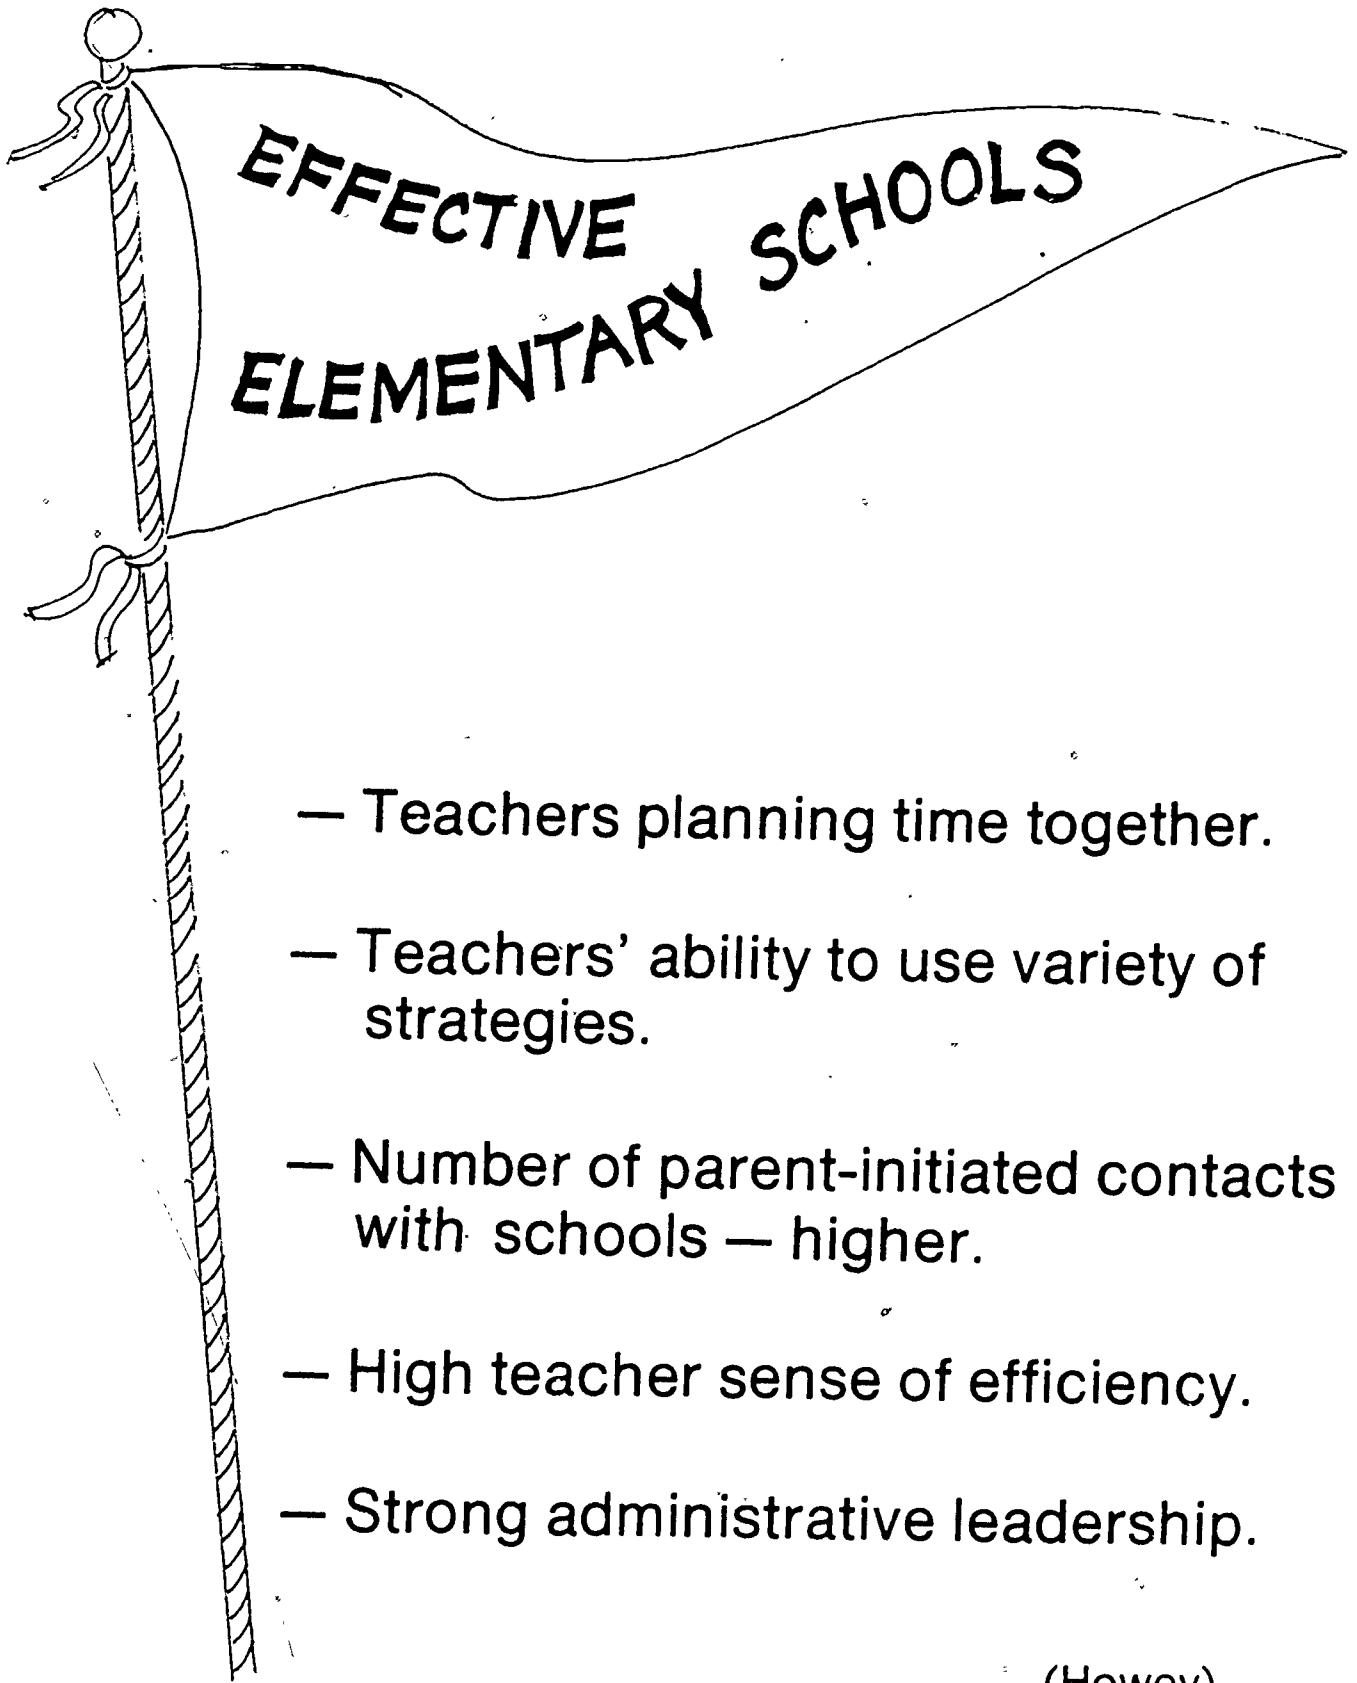 EFFECTIVE
ELEMENTARY SCHOOLS
— Teachers planning time together.
— Teachers’ ability to use variety of
strategies.
— Number of parent-initiated contacts
with schools — higher.
— High teacher sense of efficiency.
— Strong administrative leadership.
(Howey)